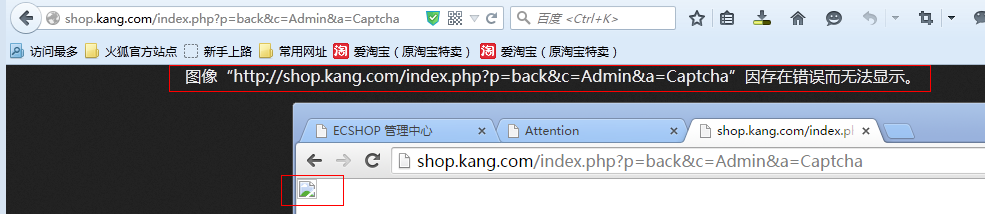 shop.kang.com/index.php?p=back&c=Admin&a=Captcha
百度 <Ctrl+K>
访问最多 火狐官方站点 新手上路 常用网址 淘 爱淘宝（原淘宝特卖） 淘 爱淘宝（原淘宝特卖）
图像“http://shop.kang.com/index.php?p=back&c=Admin&a=Captcha”因存在错误而无法显示。
ECSHOP 管理中心 Attention shop.kang.com/index.p
shop.kang.com/index.php?p=back&c=Admin&a=Captcha